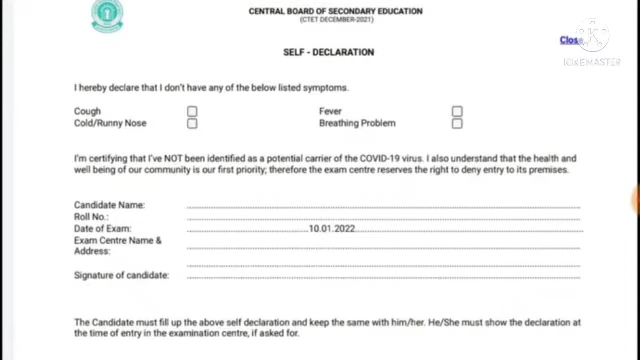 CENTRAL BOARD OF SECONDARY EDUCATION
(CTET DECEMBER-2021)
Close
KINEMASTER
SELF - DECLARATION
I hereby declare that I don't have any of the below listed symptoms.
Cough Fever
Cold/Runny Nose Breathing Problem
I'm certifying that I've NOT been identified as a potential carrier of the COVID-19 virus. I also understand that the health and
well being of our community is our first priority; therefore the exam centre reserves the right to deny entry to its premises.
Candidate Name:
Roll No.:
Date of Exam: 10.01.2022
Exam Centre Name &
Address:
Signature of candidate:
The Candidate must fill up the above self declaration and keep the same with him/her. He/She must show the declaration at
the time of entry in the examination centre, if asked for.